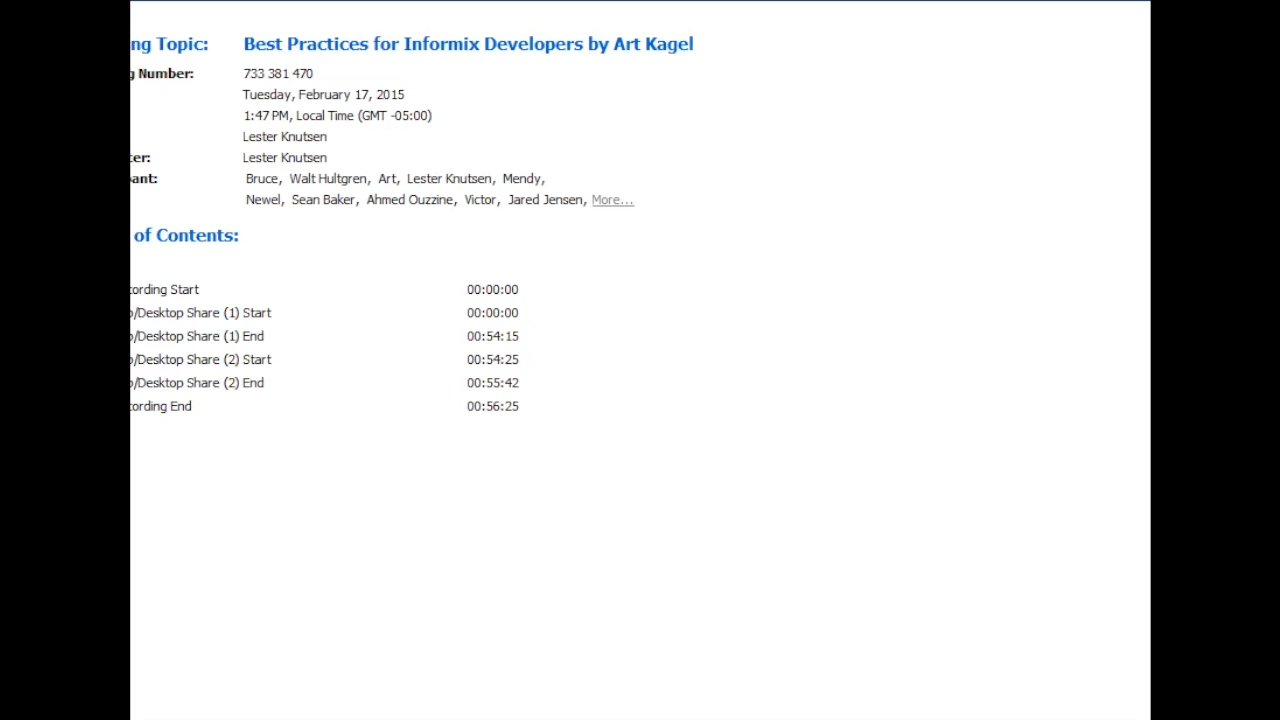 ng Topic: Best Practices for Informix Developers by Art Kagel
g Number: 733 381 470
Tuesday, February 17, 2015
1:47 PM, Local Time (GMT -05:00)
Lester Knutsen
ter: Lester Knutsen
pant: Bruce, Walt Hultgren, Art, Lester Knutsen, Mendy,
Newel, Sean Baker, Ahmed Ouzzine, Victor, Jared Jensen, More...
of Contents:
cording Start 00:00:00
p/Desktop Share (1) Start 00:00:00
p/Desktop Share (1) End 00:54:15
p/Desktop Share (2) Start 00:54:25
p/Desktop Share (2) End 00:55:42
cording End 00:56:25